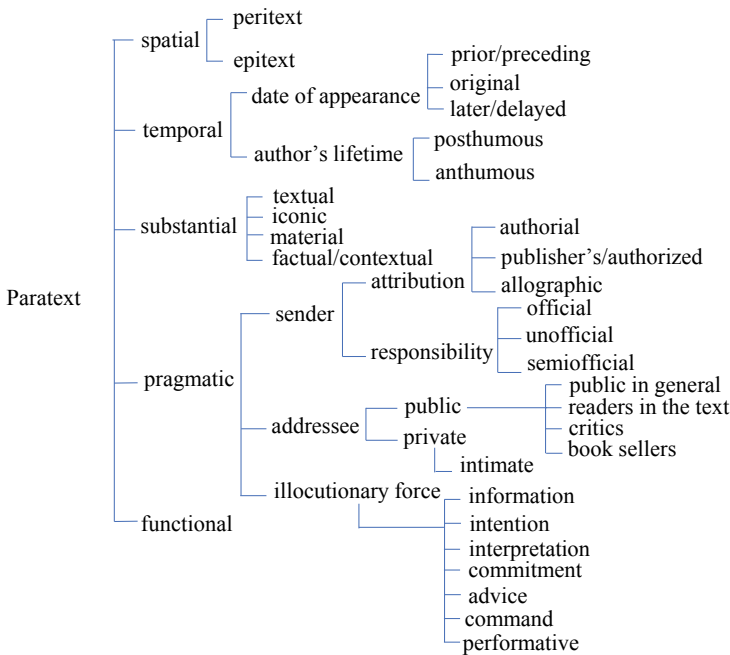 Paratext
spatial
peritext
epitext
temporal
date of appearance
prior/preceding
original
later/delayed
author's lifetime
posthumous
anthumous
substantial
textual
iconic
material
factual/contextual
pragmatic
sender
attribution
authorial
publisher's/authorized
allographic
responsibility
official
unofficial
semiofficial
addressee
public
public in general
readers in the text
critics
book sellers
private
intimate
illocutionary force
information
intention
interpretation
commitment
advice
command
performative
functional